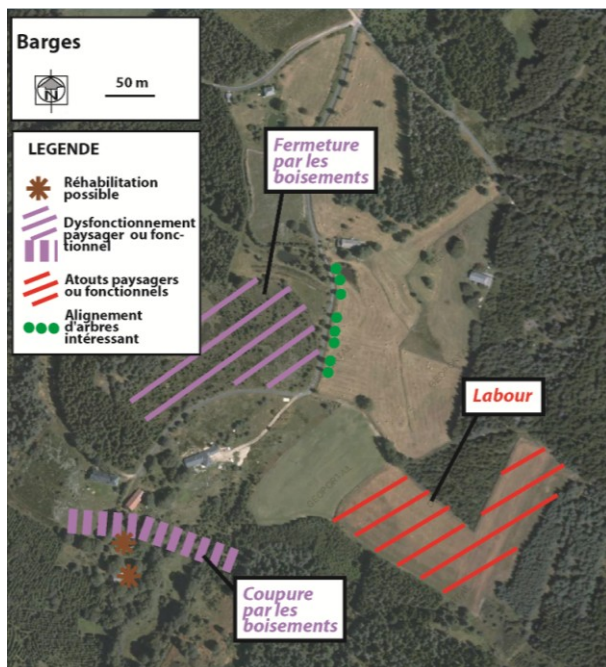 Barges
N
50 m
LEGENDE
Réhabilitation
possible
Dysfonctionnement
paysager ou fonc-
tionnel
Atouts paysagers
ou fonctionnels
Alignement
d'arbres
intéressant
Fermeture
par les
boisements
Labour
Coupure
par les
boisements